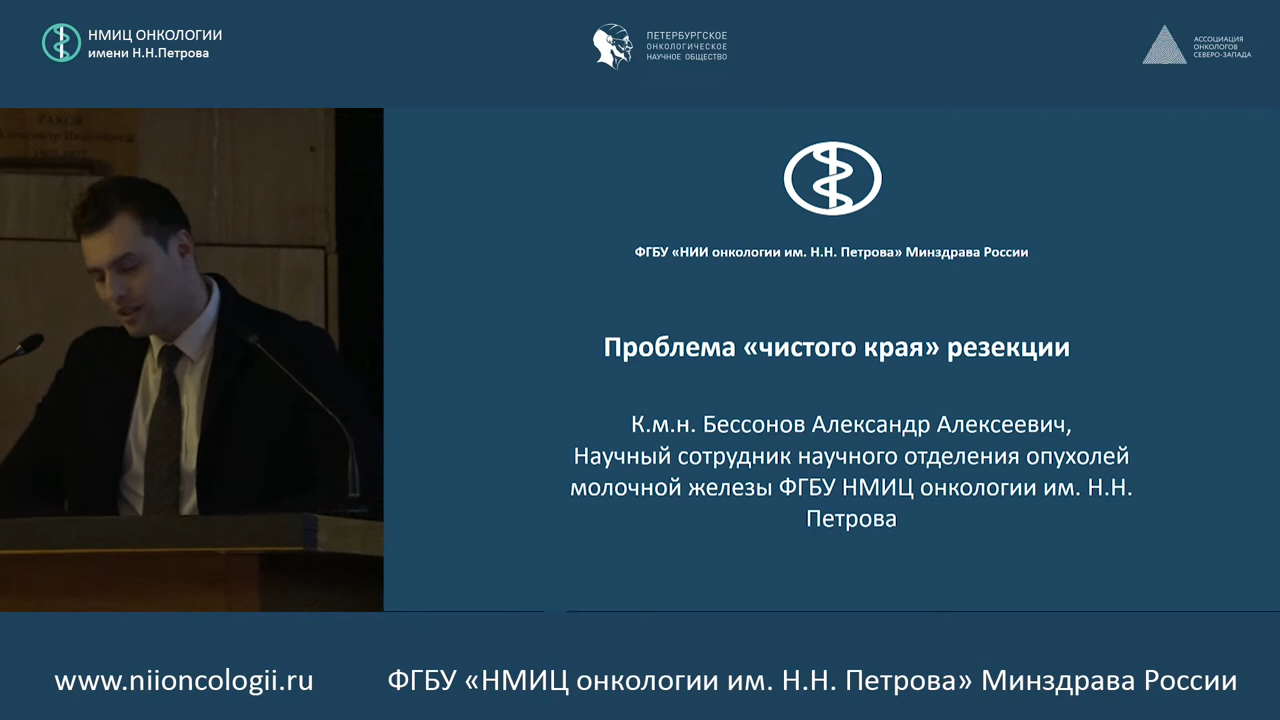 НМИЦ ОНКОЛОГИИ
имени Н.Н.Петрова
ПЕТЕРБУРГСКОЕ
ОНКОЛОГИЧЕСКОЕ
НАУЧНОЕ ОБЩЕСТВО
АССОЦИАЦИЯ
ОНКОЛОГОВ
СЕВЕРО-ЗАПАДА
ФГБУ «НИИ онкологии им. Н.Н. Петрова» Минздрава России
Проблема «чистого края» резекции
К.м.н. Бессонов Александр Алексеевич,
Научный сотрудник научного отделения опухолей
молочной железы ФГБУ НМИЦ онкологии им. Н.Н.
Петрова
www.niioncologii.ru
ФГБУ «НМИЦ онкологии им. Н.Н. Петрова» Минздрава России